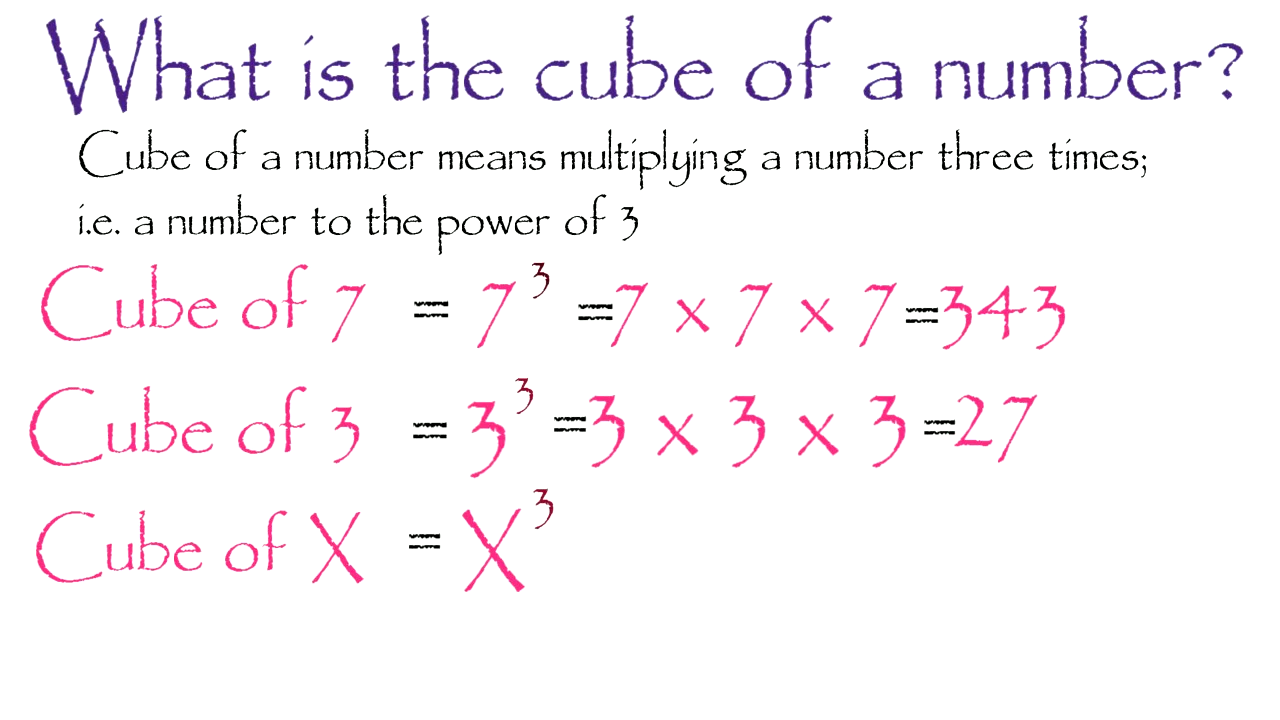 What is the cube of a number?
Cube of a number means multiplying a number three times;
i.e. a number to the power of 3
Cube of 7 = 7³ = 7 x 7 x 7 = 343
Cube of 3 = 3³ = 3 x 3 x 3 = 27
Cube of X = X³